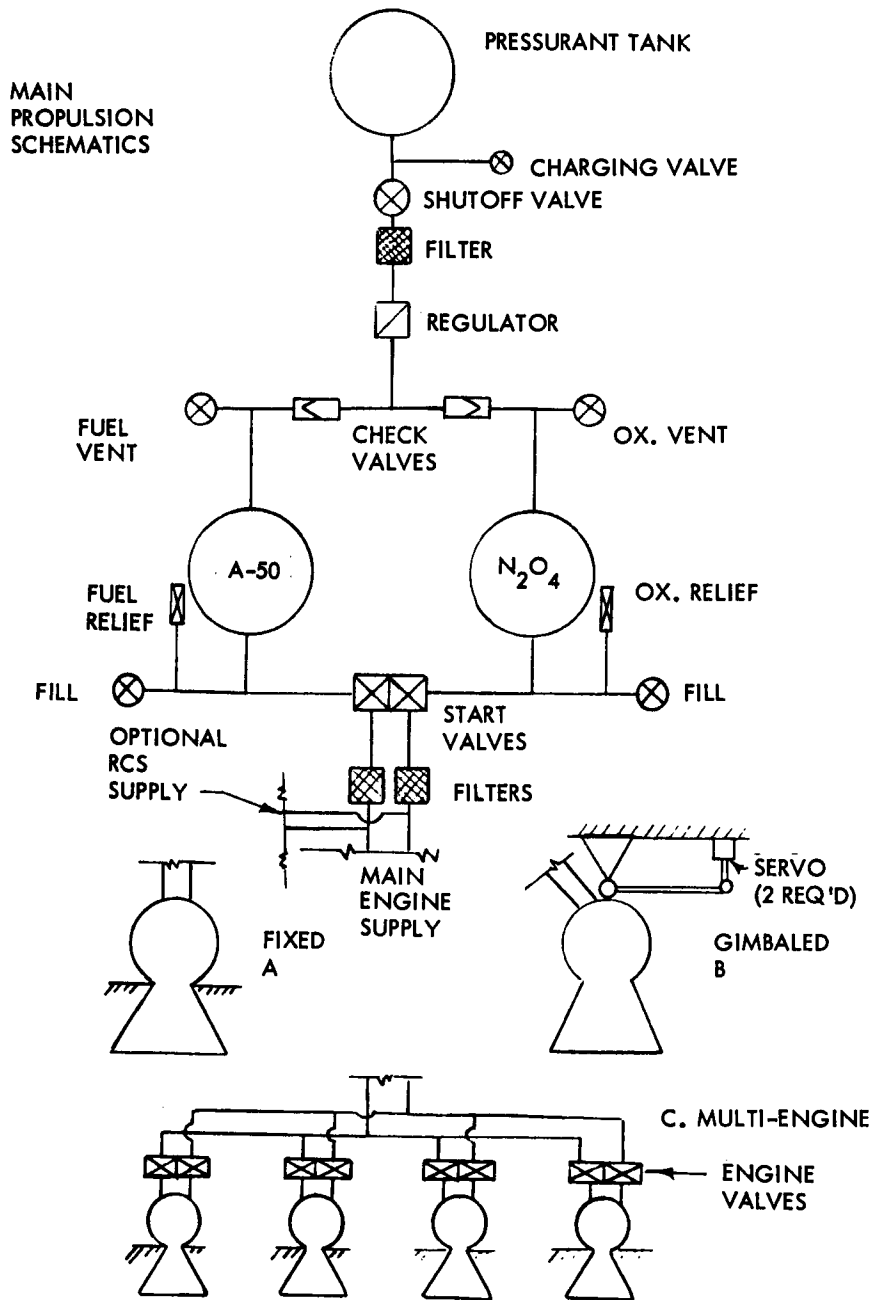 PRESSURANT TANK
MAIN
PROPULSION
SCHEMATICS
CHARGING VALVE
SHUTOFF VALVE
FILTER
REGULATOR
FUEL
VENT
CHECK
VALVES
OX. VENT
A-50
N2O4
FUEL
RELIEF
OX. RELIEF
FILL
FILL
START
VALVES
OPTIONAL
RCS
SUPPLY
FILTERS
MAIN
ENGINE
SUPPLY
SERVO
(2 REQ'D)
FIXED
A
GIMBALED
B
C. MULTI-ENGINE
ENGINE
VALVES